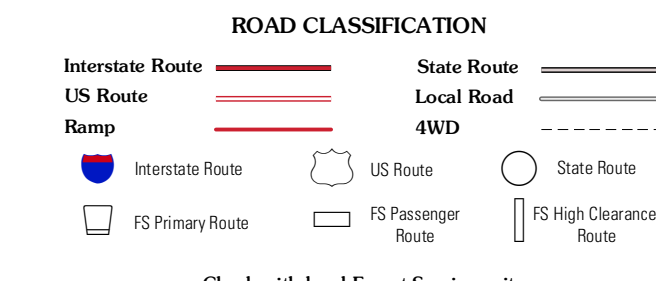 ROAD CLASSIFICATION
Interstate Route State Route
US Route Local Road
Ramp 4WD
Interstate Route US Route State Route
FS Primary Route FS Passenger Route FS High Clearance Route